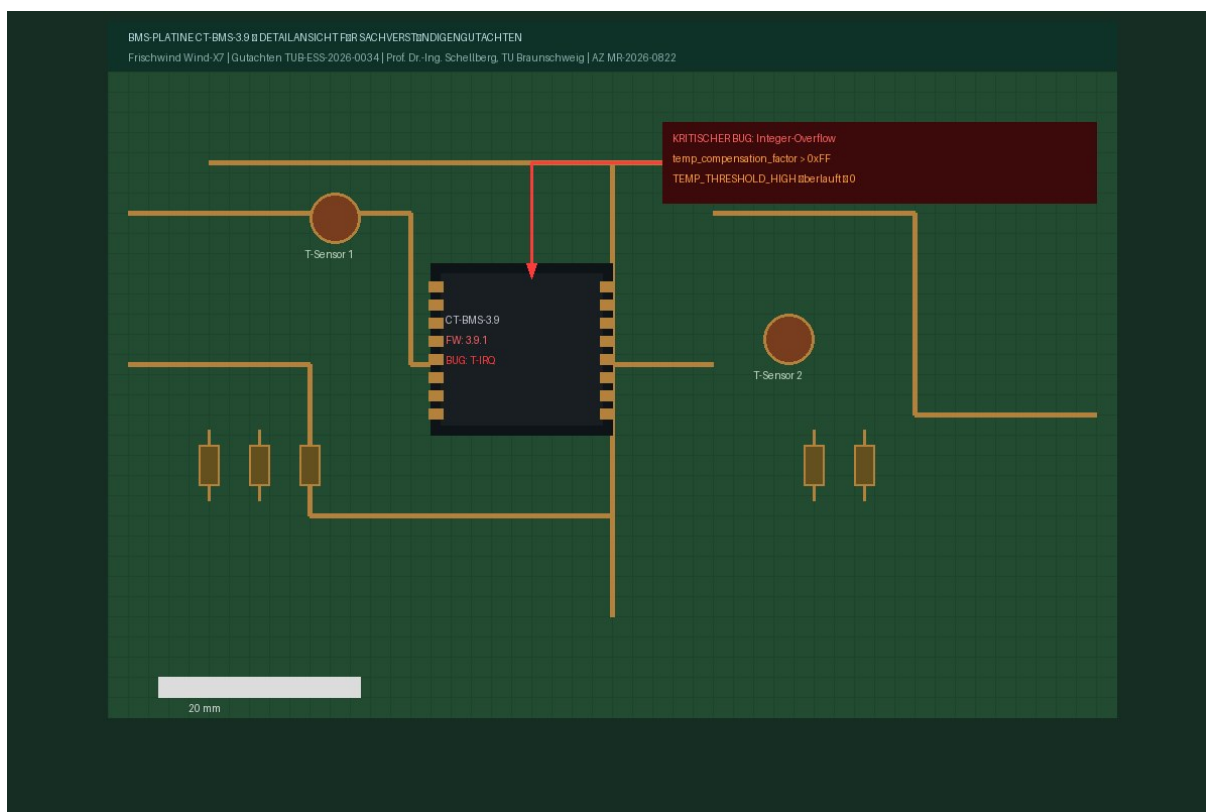 BMS-PLATINE CT-BMS-3.9 ▯ DETAILANSICHT F▯R SACHVERST▯NDIGENGUTACHTEN
Frischwind Wind-X7 | Gutachten TUB-ESS-2026-0034 | Prof. Dr.-Ing. Schellberg, TU Braunschweig | AZ MR-2026-0822
KRITISCHER BUG: Integer-Overflow
temp_compensation_factor > 0xFF
TEMP_THRESHOLD_HIGH ▯berlauft ▯ 0
T-Sensor 1
CT-BMS-3.9
FW: 3.9.1
BUG: T-IRQ
T-Sensor 2
20 mm